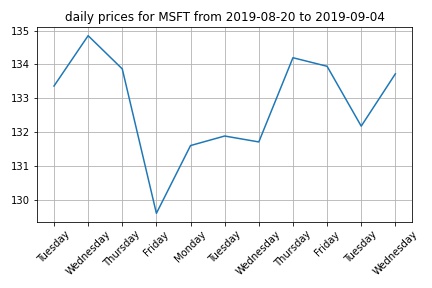 daily prices for MSFT from 2019-08-20 to 2019-09-04
135
134
133
132
131
130
Tuesday
Wednesday
Thursday
Friday
Monday
Tuesday
Wednesday
Thursday
Friday
Tuesday
Wednesday